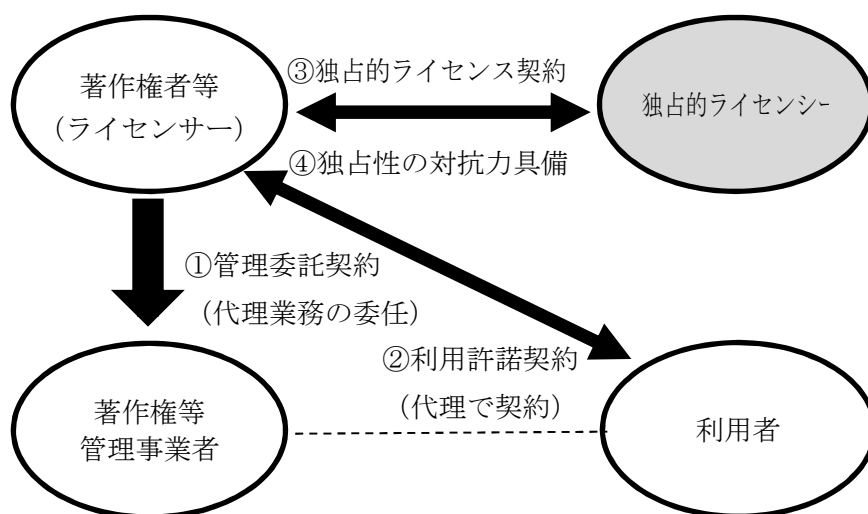 著作権者等
（ライセンサー）
③独占的ライセンス契約
独占的ライセンシー
④独占性の対抗力具備
①管理委託契約
（代理業務の委任）
②利用許諾契約
（代理で契約）
著作権等
管理事業者
利用者